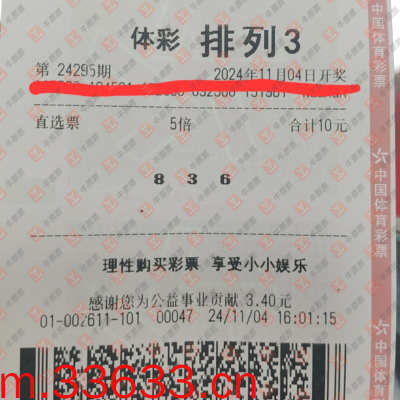 体彩 排列3
第 24295期 2024年11月04日开奖
直选票 5倍 合计10元
8 3 6
理性购买彩票 享受小小娱乐
感谢您为公益事业贡献 3.40元
01-002611-101 00047 24/11/04 16:01:15
m.33633.cn
中国体育彩票
中国体育彩票
中国体育彩票